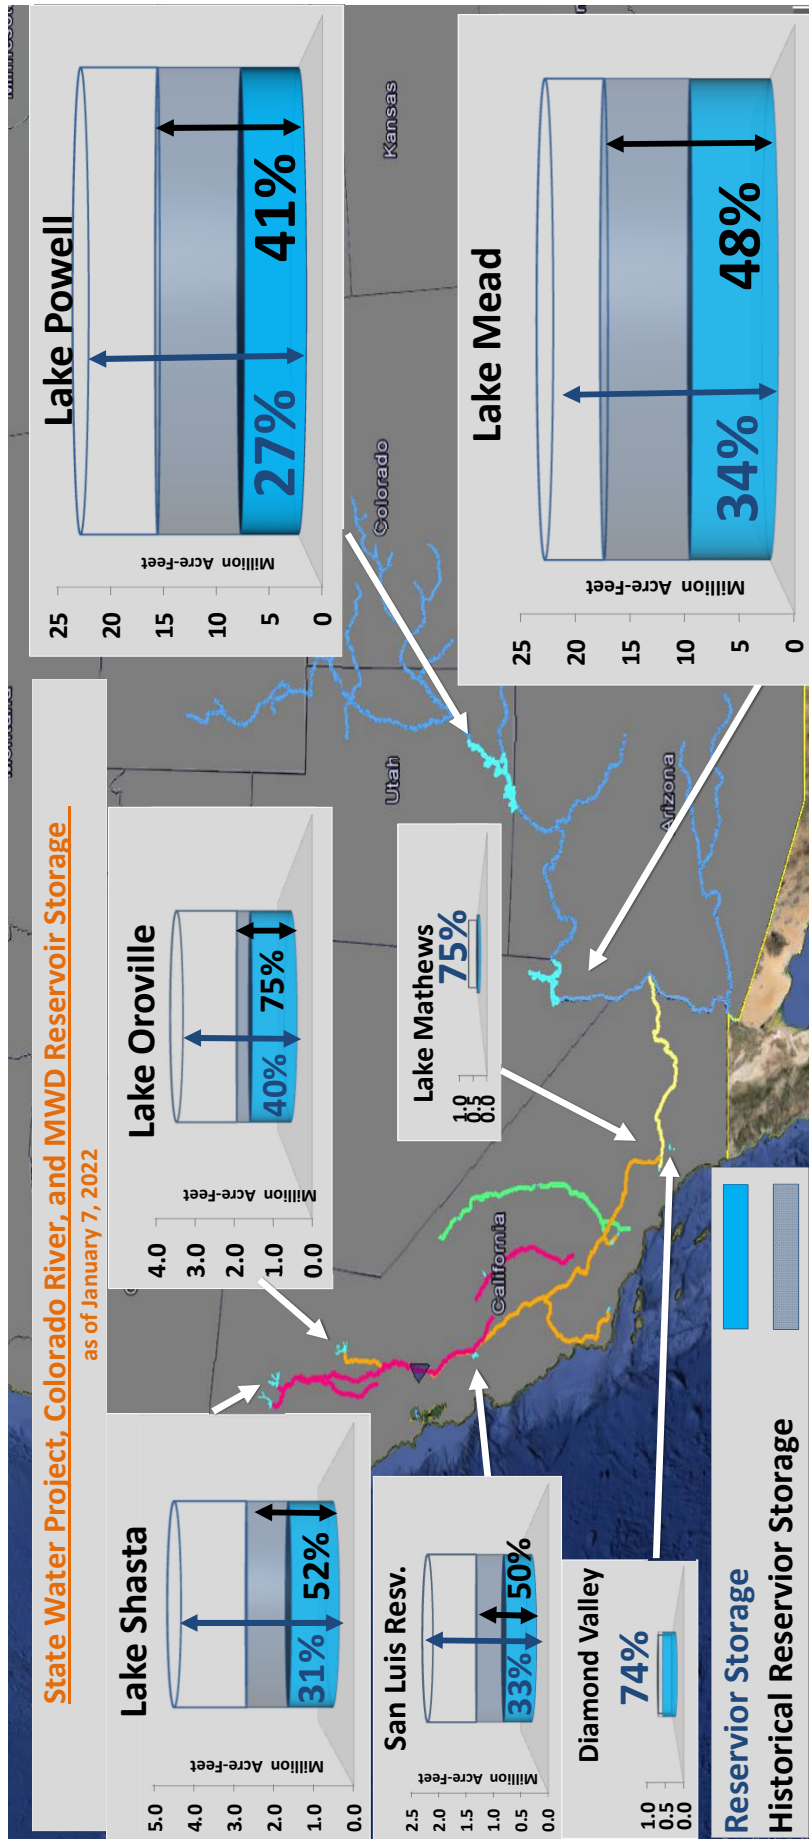 State Water Project, Colorado River, and MWD Reservoir Storage
as of January 7, 2022
Lake Shasta
Million Acre-Feet
5.0
4.0
3.0
2.0
1.0
0.0
31%
52%
San Luis Resv.
Million Acre-Feet
2.5
2.0
1.5
1.0
0.5
0.0
33%
50%
Diamond Valley
1.0
0.5
0.0
74%
Reservior Storage
Historical Reservior Storage
Lake Oroville
Million Acre-Feet
4.0
3.0
2.0
1.0
0.0
40%
75%
Lake Mathews
1.0
0.5
0.0
75%
Lake Powell
Million Acre-Feet
25
20
15
10
5
0
27%
41%
Lake Mead
Million Acre-Feet
25
20
15
10
5
0
34%
48%
California
Utah
Arizona
Colorado
Kansas